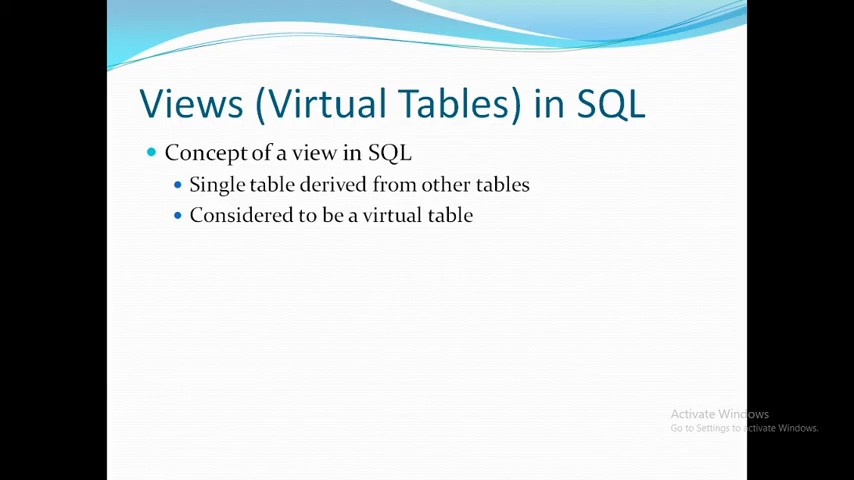 Views (Virtual Tables) in SQL
Concept of a view in SQL
Single table derived from other tables
Considered to be a virtual table
Activate Windows
Go to Settings to activate Windows.